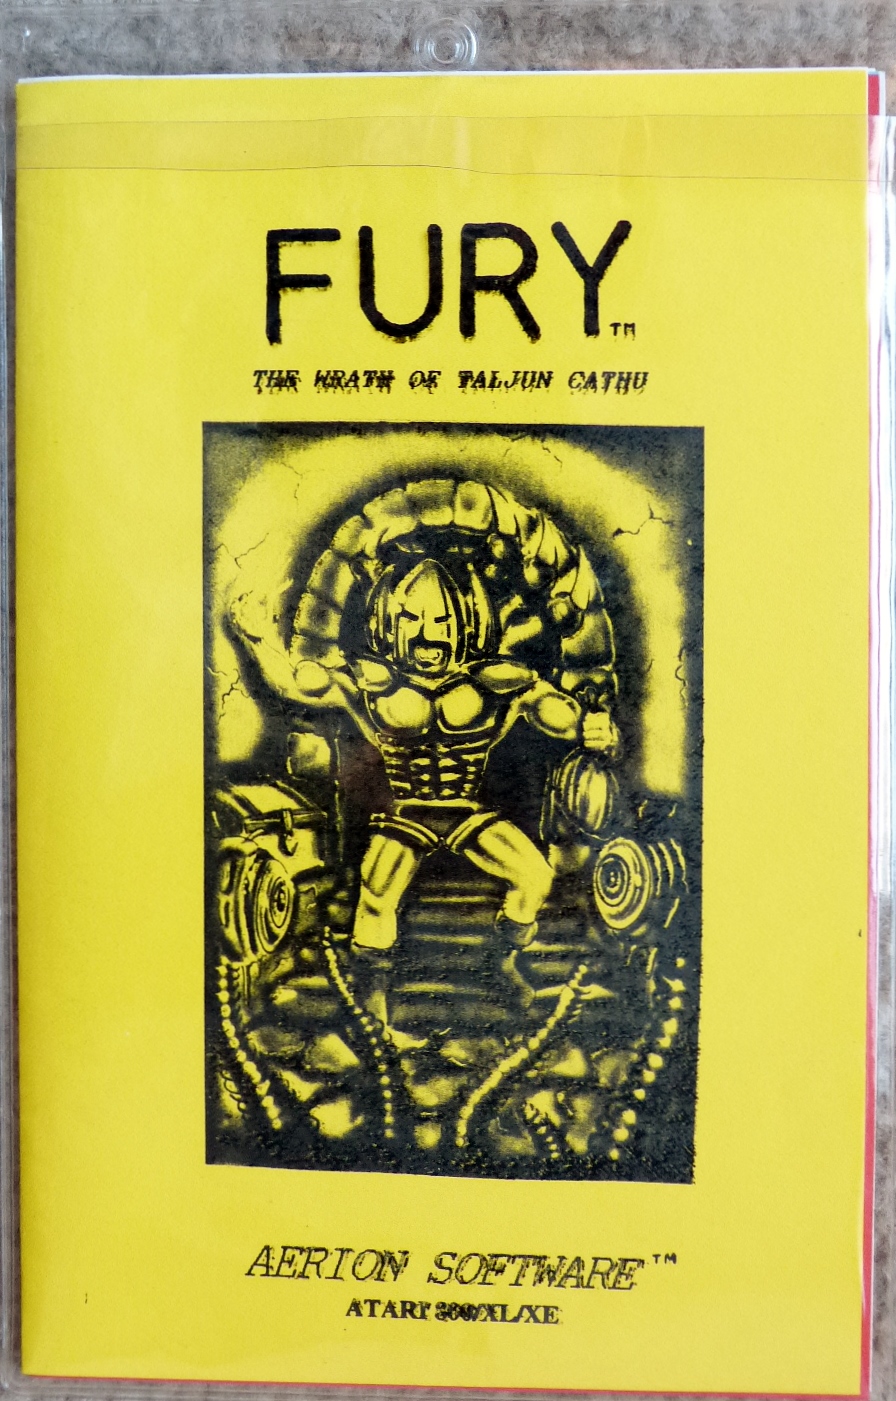 FURY™
THE WRATH OF TALJUN CATHU
AERION SOFTWARE™
ATARI 800/XL/XE